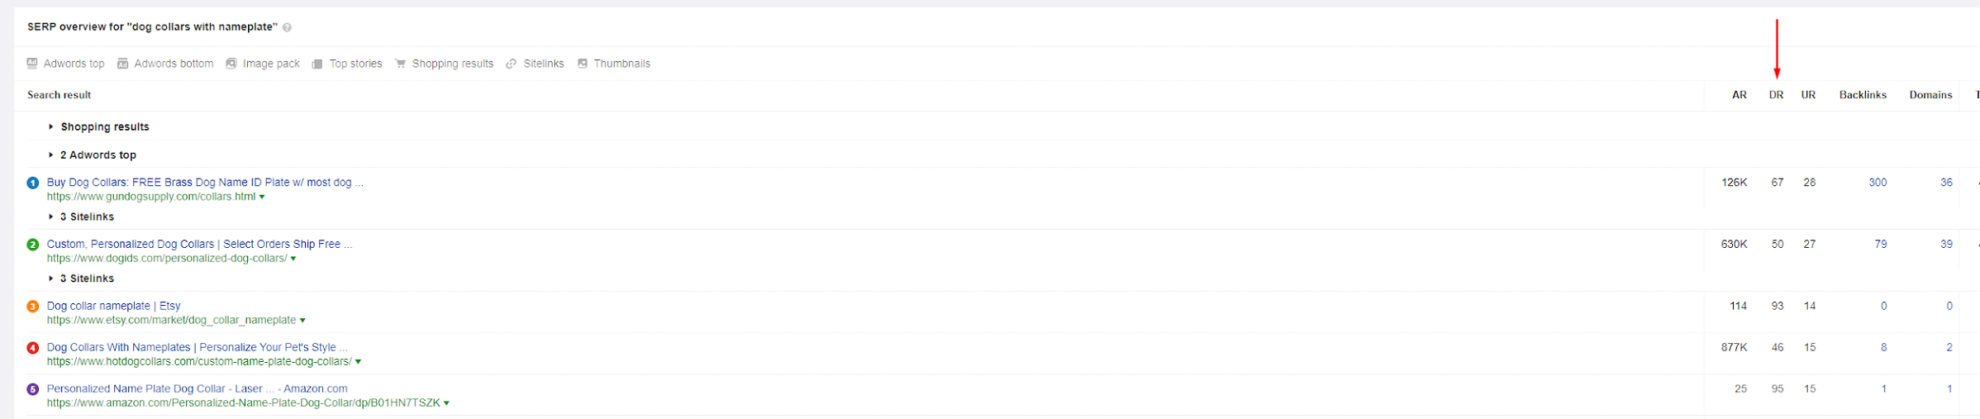 SERP overview for "dog collars with nameplate"
Adwords top Adwords bottom Image pack Top stories Shopping results Sitelinks Thumbnails
Search result AR DR UR Backlinks Domains T
Shopping results
2 Adwords top
1 Buy Dog Collars: FREE Brass Dog Name ID Plate w/ most dog ... 126K 67 28 300 36
https://www.gundogsupply.com/collars.html
3 Sitelinks
2 Custom, Personalized Dog Collars | Select Orders Ship Free ... 630K 50 27 79 39
https://www.dogids.com/personalized-dog-collars/
3 Sitelinks
3 Dog collar nameplate | Etsy 114 93 14 0 0
https://www.etsy.com/market/dog_collar_nameplate
4 Dog Collars With Nameplates | Personalize Your Pet's Style ... 877K 46 15 8 2
https://www.hotdogcollars.com/custom-name-plate-dog-collars/
5 Personalized Name Plate Dog Collar - Laser ... - Amazon.com 25 95 15 1 1
https://www.amazon.com/Personalized-Name-Plate-Dog-Collar/dp/B01HN7TSZK